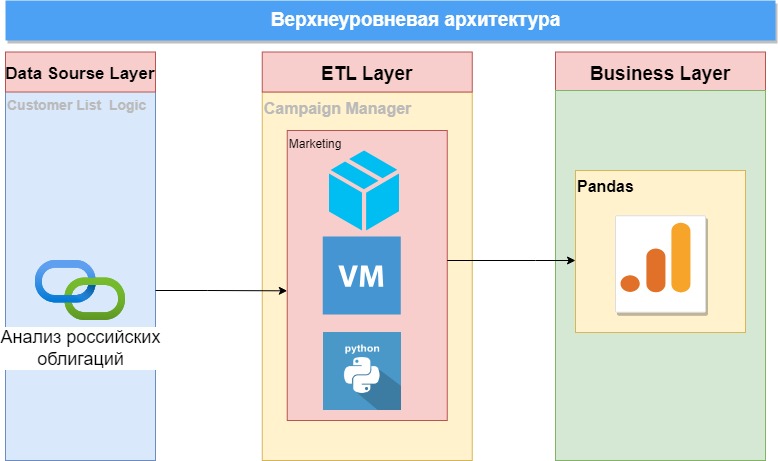 Верхнеуровневая архитектура
Data Sourse Layer
ETL Layer
Business Layer
Customer List Logic
Campaign Manager
Marketing
Pandas
VM
python
Анализ российских
облигаций